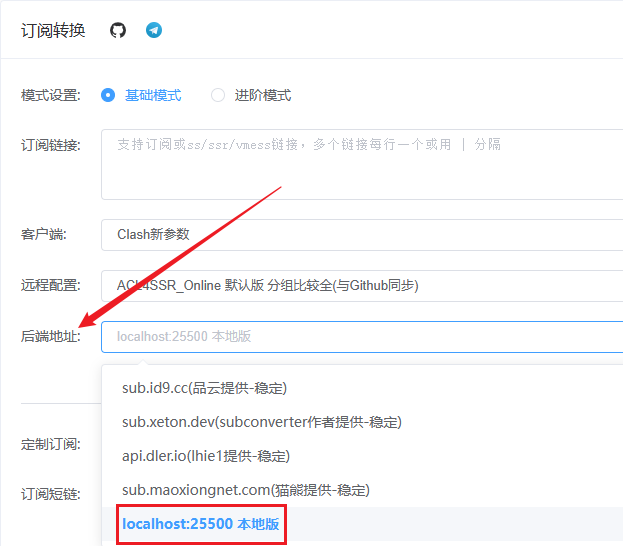 订阅转换
模式设置: 基础模式 进阶模式
订阅链接: 支持订阅或ss/ssr/vmess链接，多个链接每行一个或用 | 分隔
客户端: Clash新参数
远程配置: ACL4SSR_Online 默认版 分组比较全(与Github同步)
后端地址: localhost:25500 本地版
sub.id9.cc(品云提供-稳定)
sub.xeton.dev(subconverter作者提供-稳定)
定制订阅: api.dler.io(lhie1提供-稳定)
订阅短链: sub.maoxiongnet.com(猫熊提供-稳定)
localhost:25500 本地版